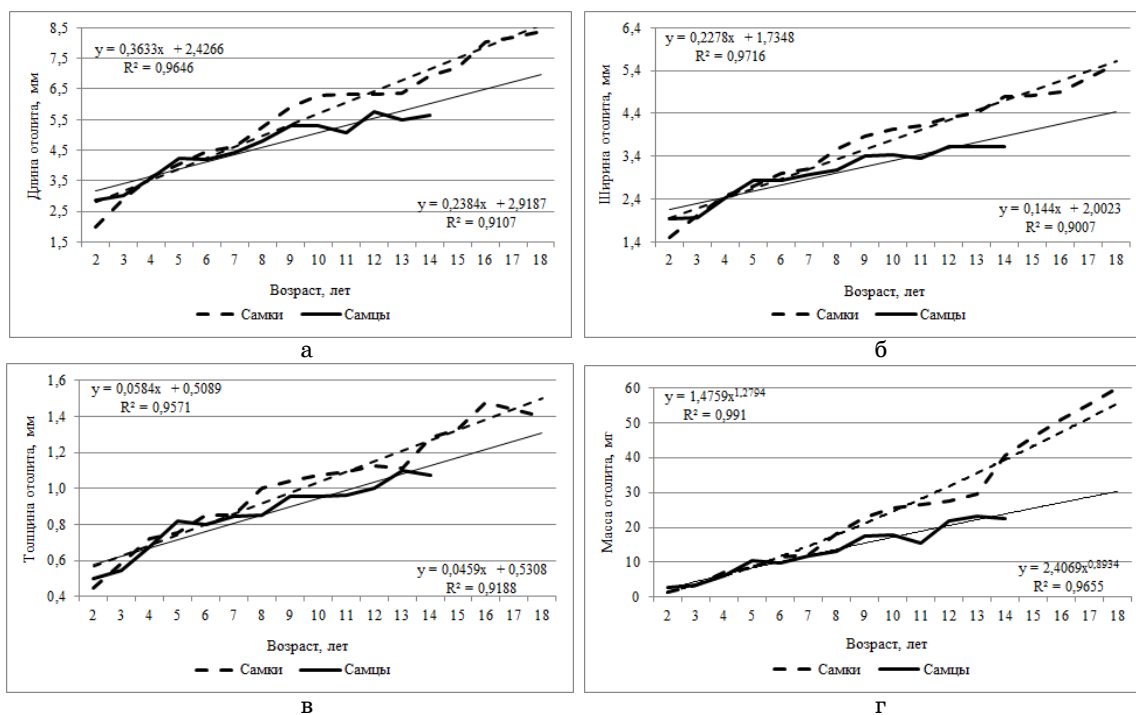 8,5
7,5
6,5
5,5
4,5
3,5
2,5
1,5
Длина отолита, мм
y = 0,3633x + 2,4266
R² = 0,9646
y = 0,2384x + 2,9187
R² = 0,9107
2 3 4 5 6 7 8 9 10 11 12 13 14 15 16 17 18
Возраст, лет
Самки Самцы
а
6,4
5,4
4,4
3,4
2,4
1,4
Ширина отолита, мм
y = 0,2278x + 1,7348
R² = 0,9716
y = 0,144x + 2,0023
R² = 0,9007
2 3 4 5 6 7 8 9 10 11 12 13 14 15 16 17 18
Возраст, лет
Самки Самцы
б
1,6
1,4
1,2
1,0
0,8
0,6
0,4
Толщина отолита, мм
y = 0,0584x + 0,5089
R² = 0,9571
y = 0,0459x + 0,5308
R² = 0,9188
2 3 4 5 6 7 8 9 10 11 12 13 14 15 16 17 18
Возраст, лет
Самки Самцы
в
60
50
40
30
20
10
0
Масса отолита, мг
y = 1,4759x^1,2794
R² = 0,991
y = 2,4069x^0,8934
R² = 0,9655
2 3 4 5 6 7 8 9 10 11 12 13 14 15 16 17 18
Возраст, лет
Самки Самцы
г